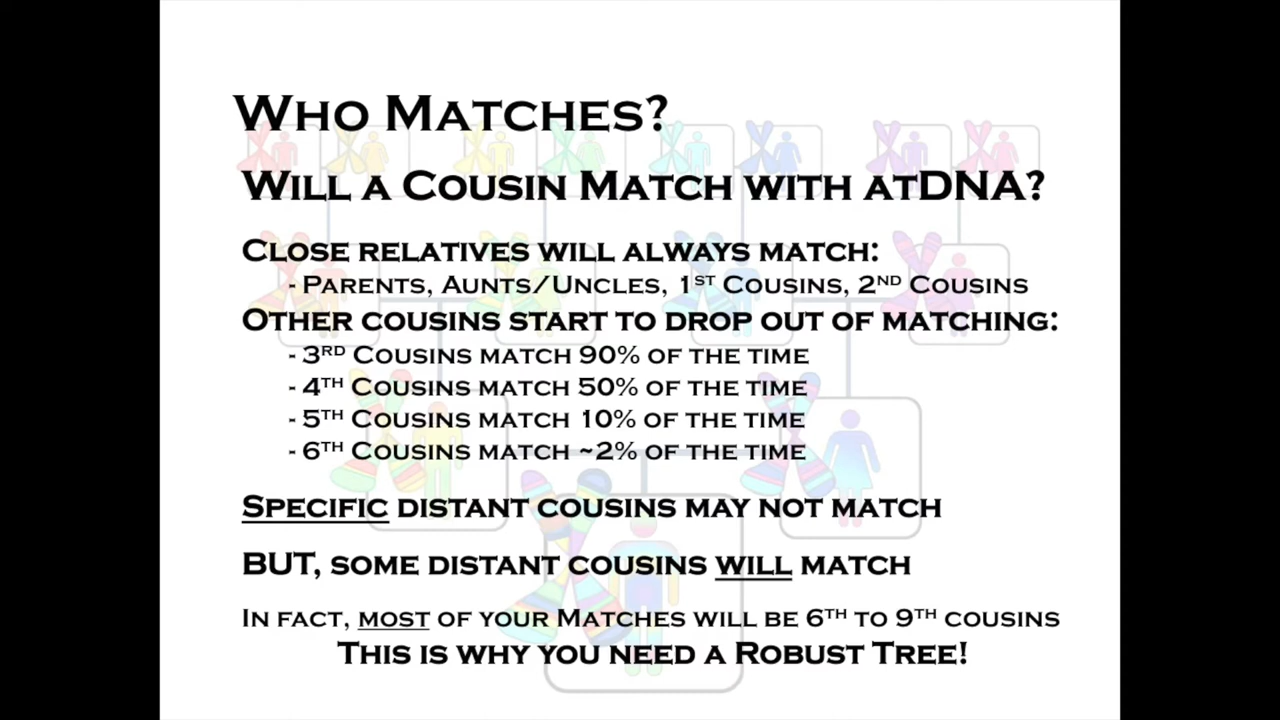 Who Matches?
Will a Cousin Match with atDNA?
Close relatives will always match:
- Parents, Aunts/Uncles, 1st Cousins, 2nd Cousins
Other cousins start to drop out of matching:
- 3rd Cousins match 90% of the time
- 4th Cousins match 50% of the time
- 5th Cousins match 10% of the time
- 6th Cousins match ~2% of the time
Specific distant cousins may not match
BUT, some distant cousins will match
In fact, most of your Matches will be 6th to 9th cousins
This is why you need a Robust Tree!